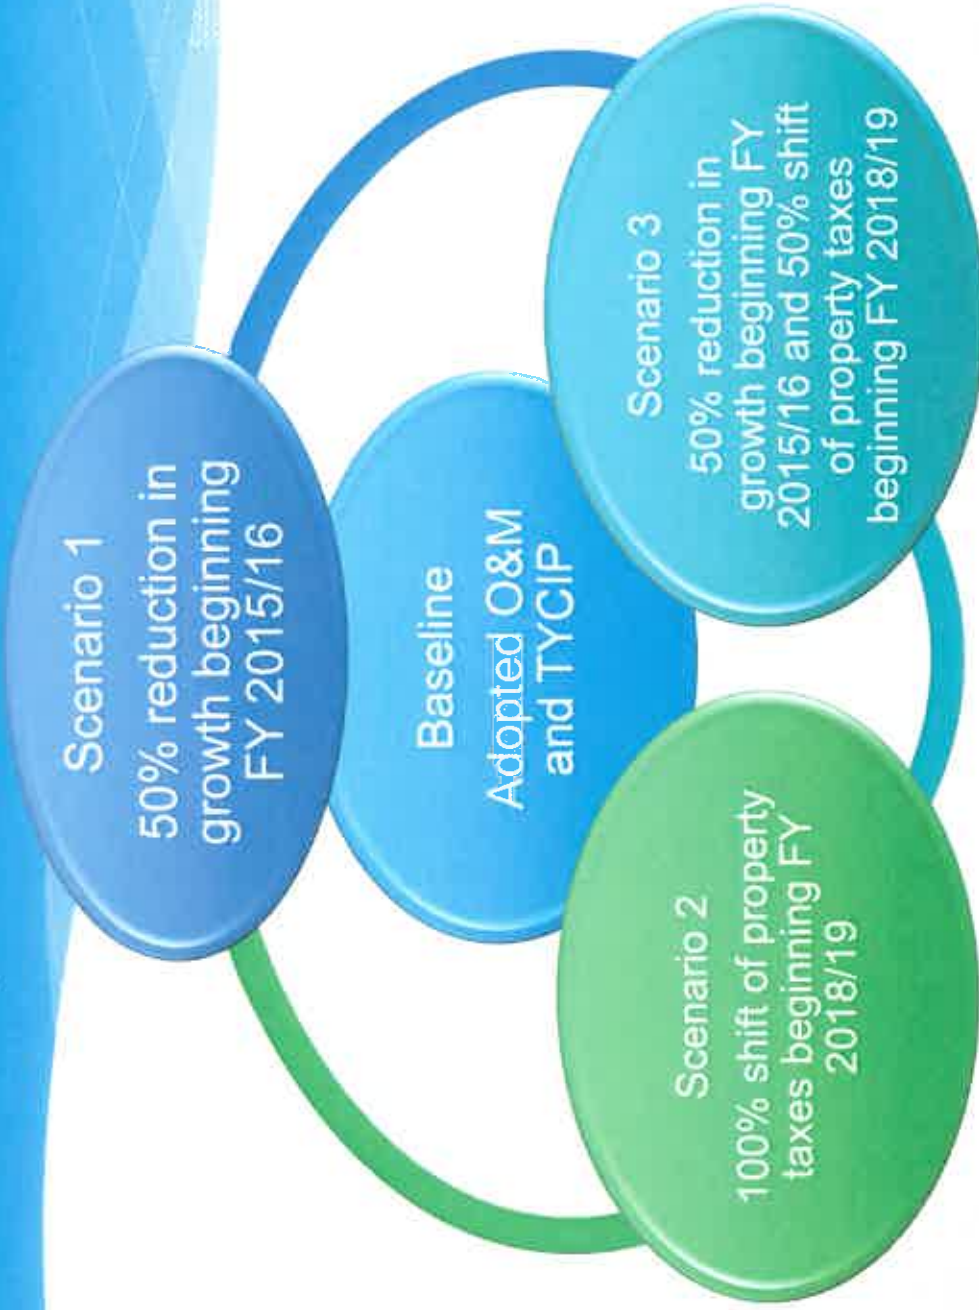 Scenario 1
50% reduction in
growth beginning
FY 2015/16
Baseline
Adopted O&M
and TYCIP
Scenario 2
100% shift of property
taxes beginning FY
2018/19
Scenario 3
50% reduction in
growth beginning FY
2015/16 and 50% shift
of property taxes
beginning FY 2018/19